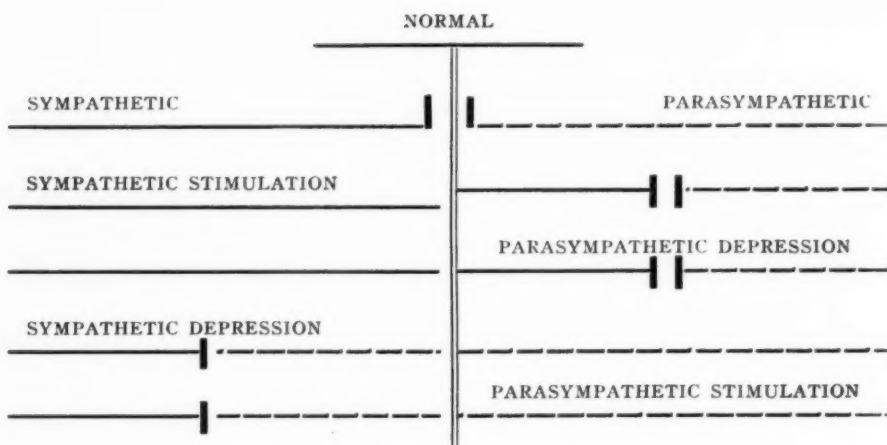 NORMAL
SYMPATHETIC PARASYMPATHETIC
SYMPATHETIC STIMULATION
PARASYMPATHETIC DEPRESSION
SYMPATHETIC DEPRESSION
PARASYMPATHETIC STIMULATION